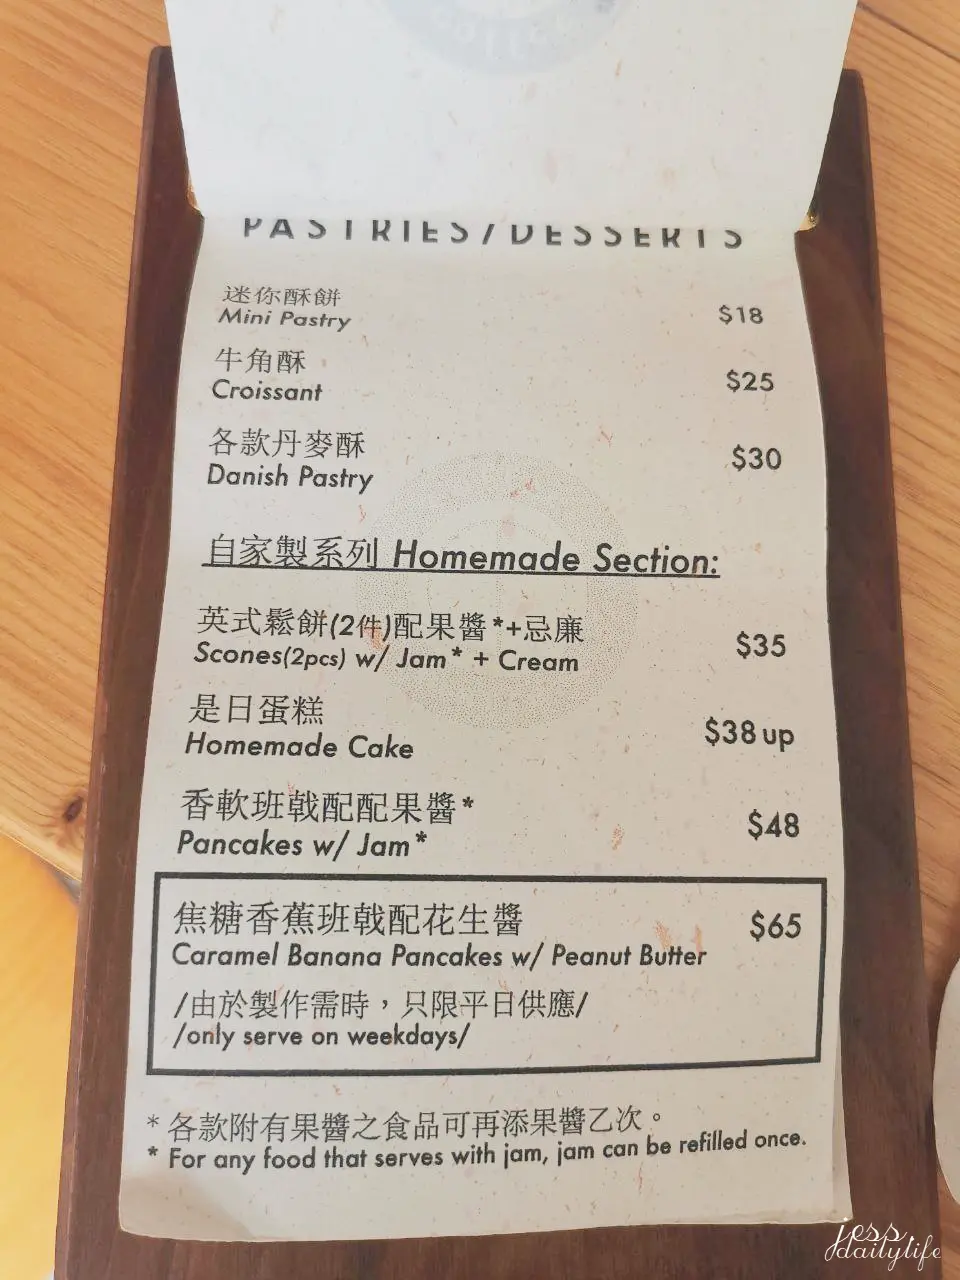 PASTRIES/DESSERTS
迷你酥餅
Mini Pastry
$18
牛角酥
Croissant
$25
各款丹麥酥
Danish Pastry
$30
自家製系列 Homemade Section:
英式鬆餅(2件)配果醬*+忌廉
Scones(2pcs) w/ Jam* + Cream
$35
是日蛋糕
Homemade Cake
$38 up
香軟班戟配配果醬*
Pancakes w/ Jam*
$48
焦糖香蕉班戟配花生醬
$65
Caramel Banana Pancakes w/ Peanut Butter
/由於製作需時，只限平日供應/
/only serve on weekdays/
* 各款附有果醬之食品可再添果醬乙次。
* For any food that serves with jam, jam can be refilled once.
jess.
dailylife